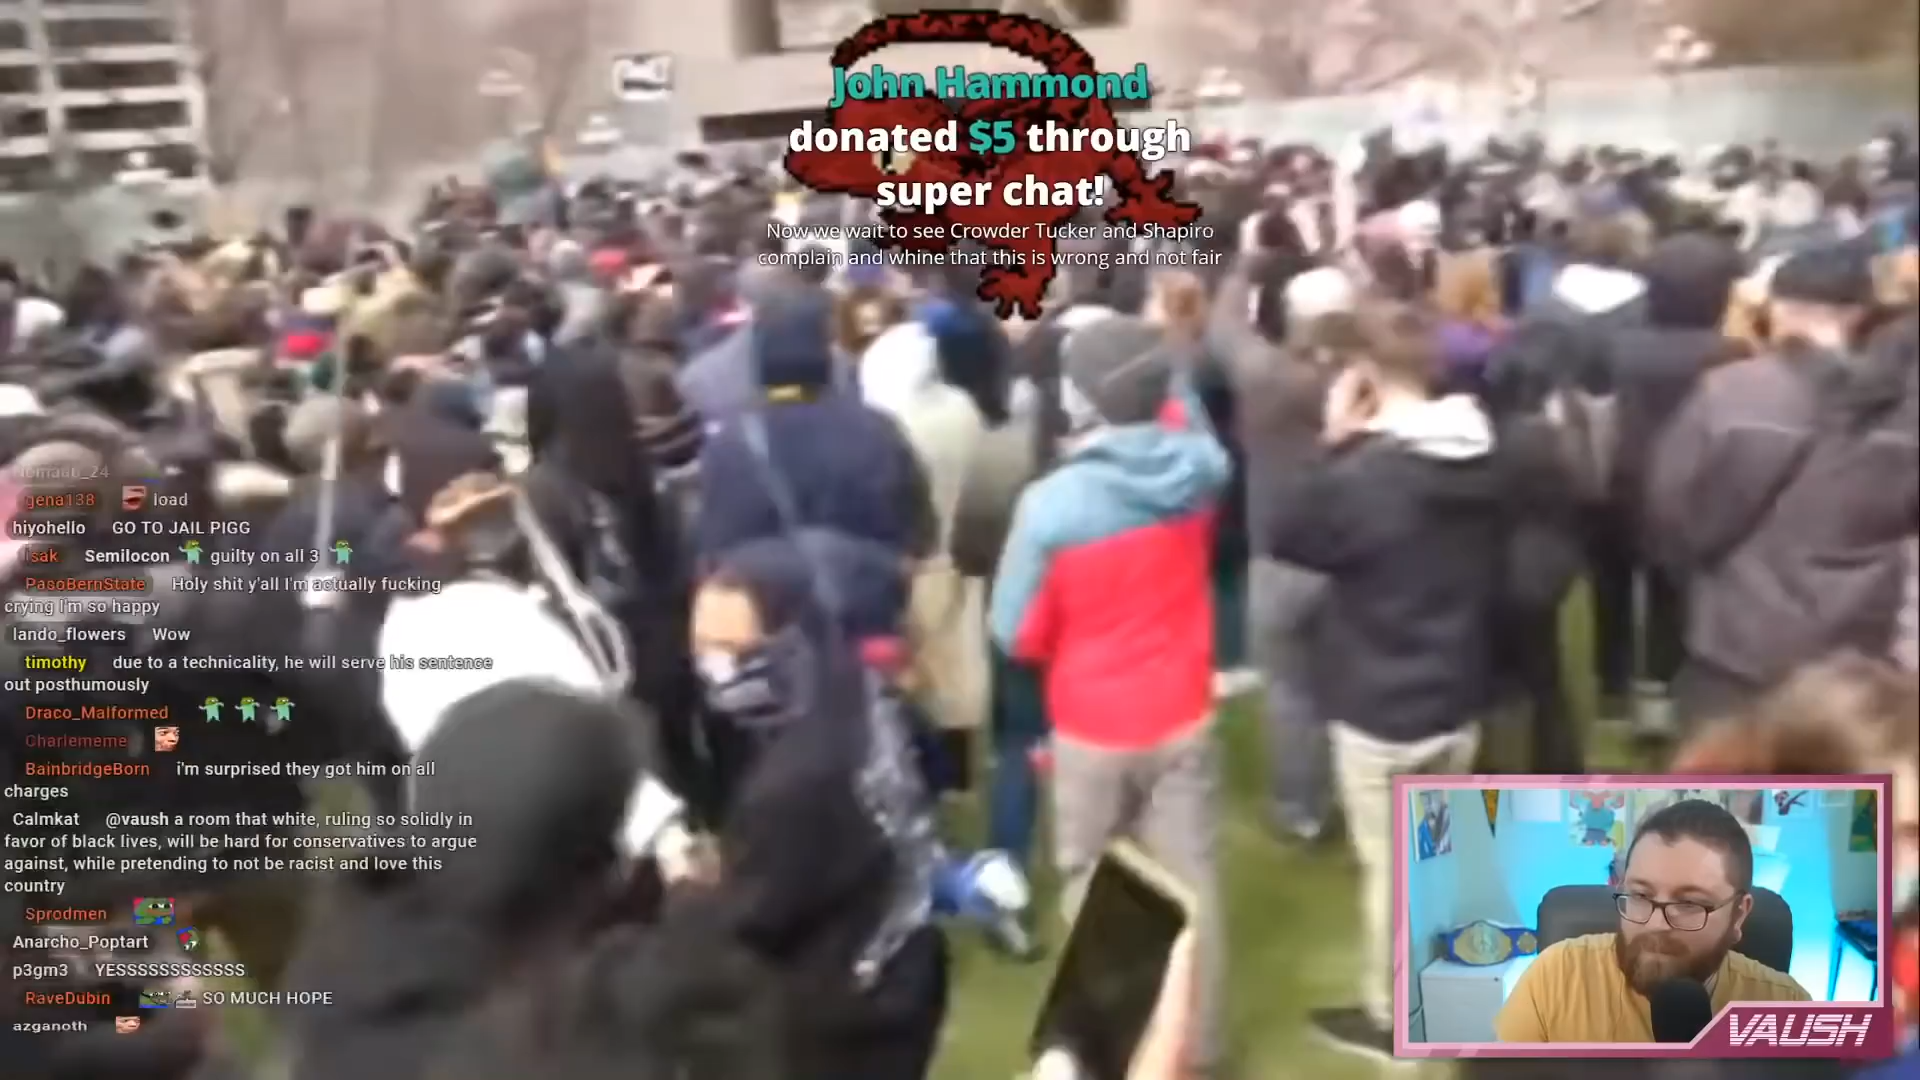 John Hammond
donated $5 through
super chat!
Now we wait to see Crowder Tucker and Shapiro
complain and whine that this is wrong and not fair
gena138 load
hiyohello GO TO JAIL PIGG
isak Semilocon guilty on all 3
PasoBernState Holy shit y'all I'm actually fucking
crying I'm so happy
lando_flowers Wow
timothy due to a technicality, he will serve his sentence
out posthumously
Draco_Malformed
Charlememe
BainbridgeBorn i'm surprised they got him on all
charges
Calmkat @vaush a room that white, ruling so solidly in
favor of black lives, will be hard for conservatives to argue
against, while pretending to not be racist and love this
country
Sprodmen
Anarcho_Poptart
p3gm3 YESSSSSSSSSSS
RaveDubin SO MUCH HOPE
azganoth
VAUSH